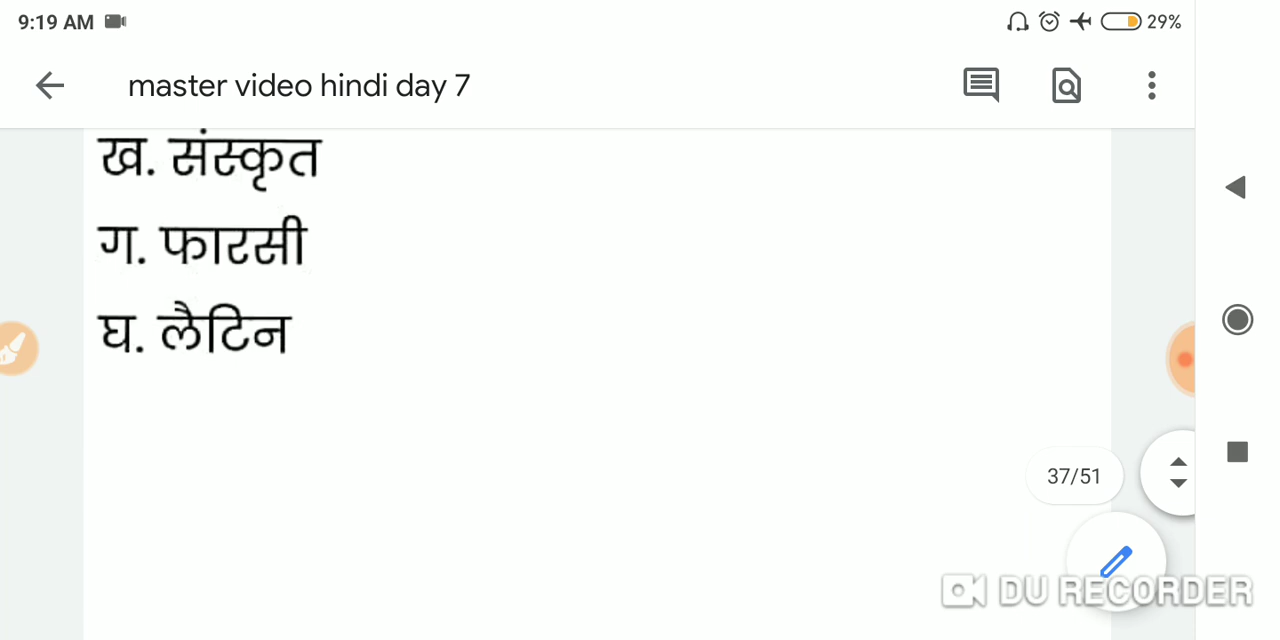 9:19 AM 29%
master video hindi day 7
ख. संस्कृत
ग. फारसी
घ. लैटिन
37/51
DU RECORDER